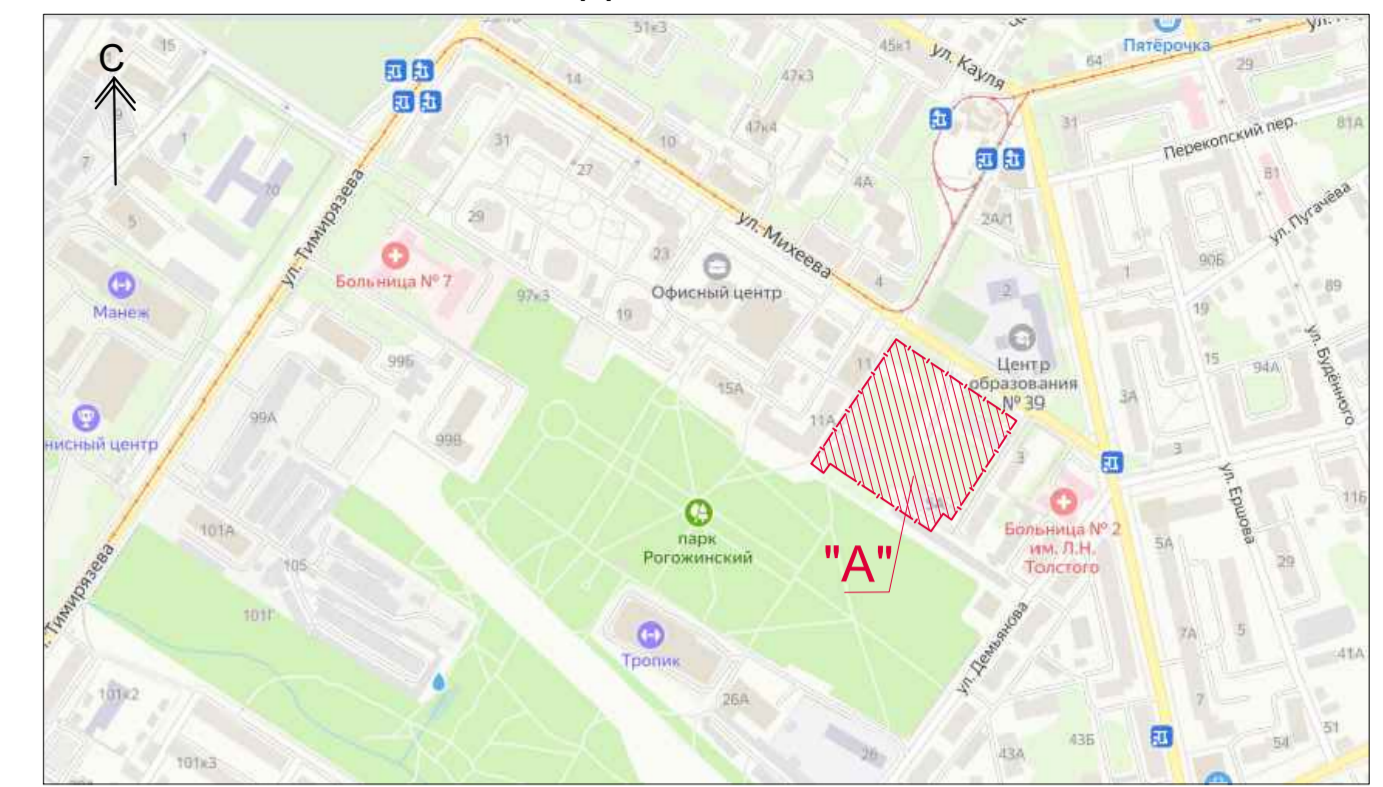 С
15
51к3
45к1
ул. Кауля
Пятёрочка
64
29
14
47к3
9
1
31
10
47к4
31
Перекопский пер.
81А
7
70
27
4А
81
ул. Тимирязева
29
ул. Михеева
2А/1
ул. Пугачёва
5
23
90Б
Больница № 7
Офисный центр
4
2
1
89
Манеж
97к3
19
19
99Б
11
Центр
образования
№ 39
15
94А
ул. Будённого
15А
3А
99А
11А
нисный центр
99В
3
3
ул. Ершова
11Б
5А
парк
Рогожинский
"А"
Больница № 2
им. Л.Н.
Толстого
101А
5А
105
29
Тимирязева
101Г
ул. Демьянова
7А
5
Тропик
41А
101к2
26А
7
51
43Б
54
26
43А
101к3